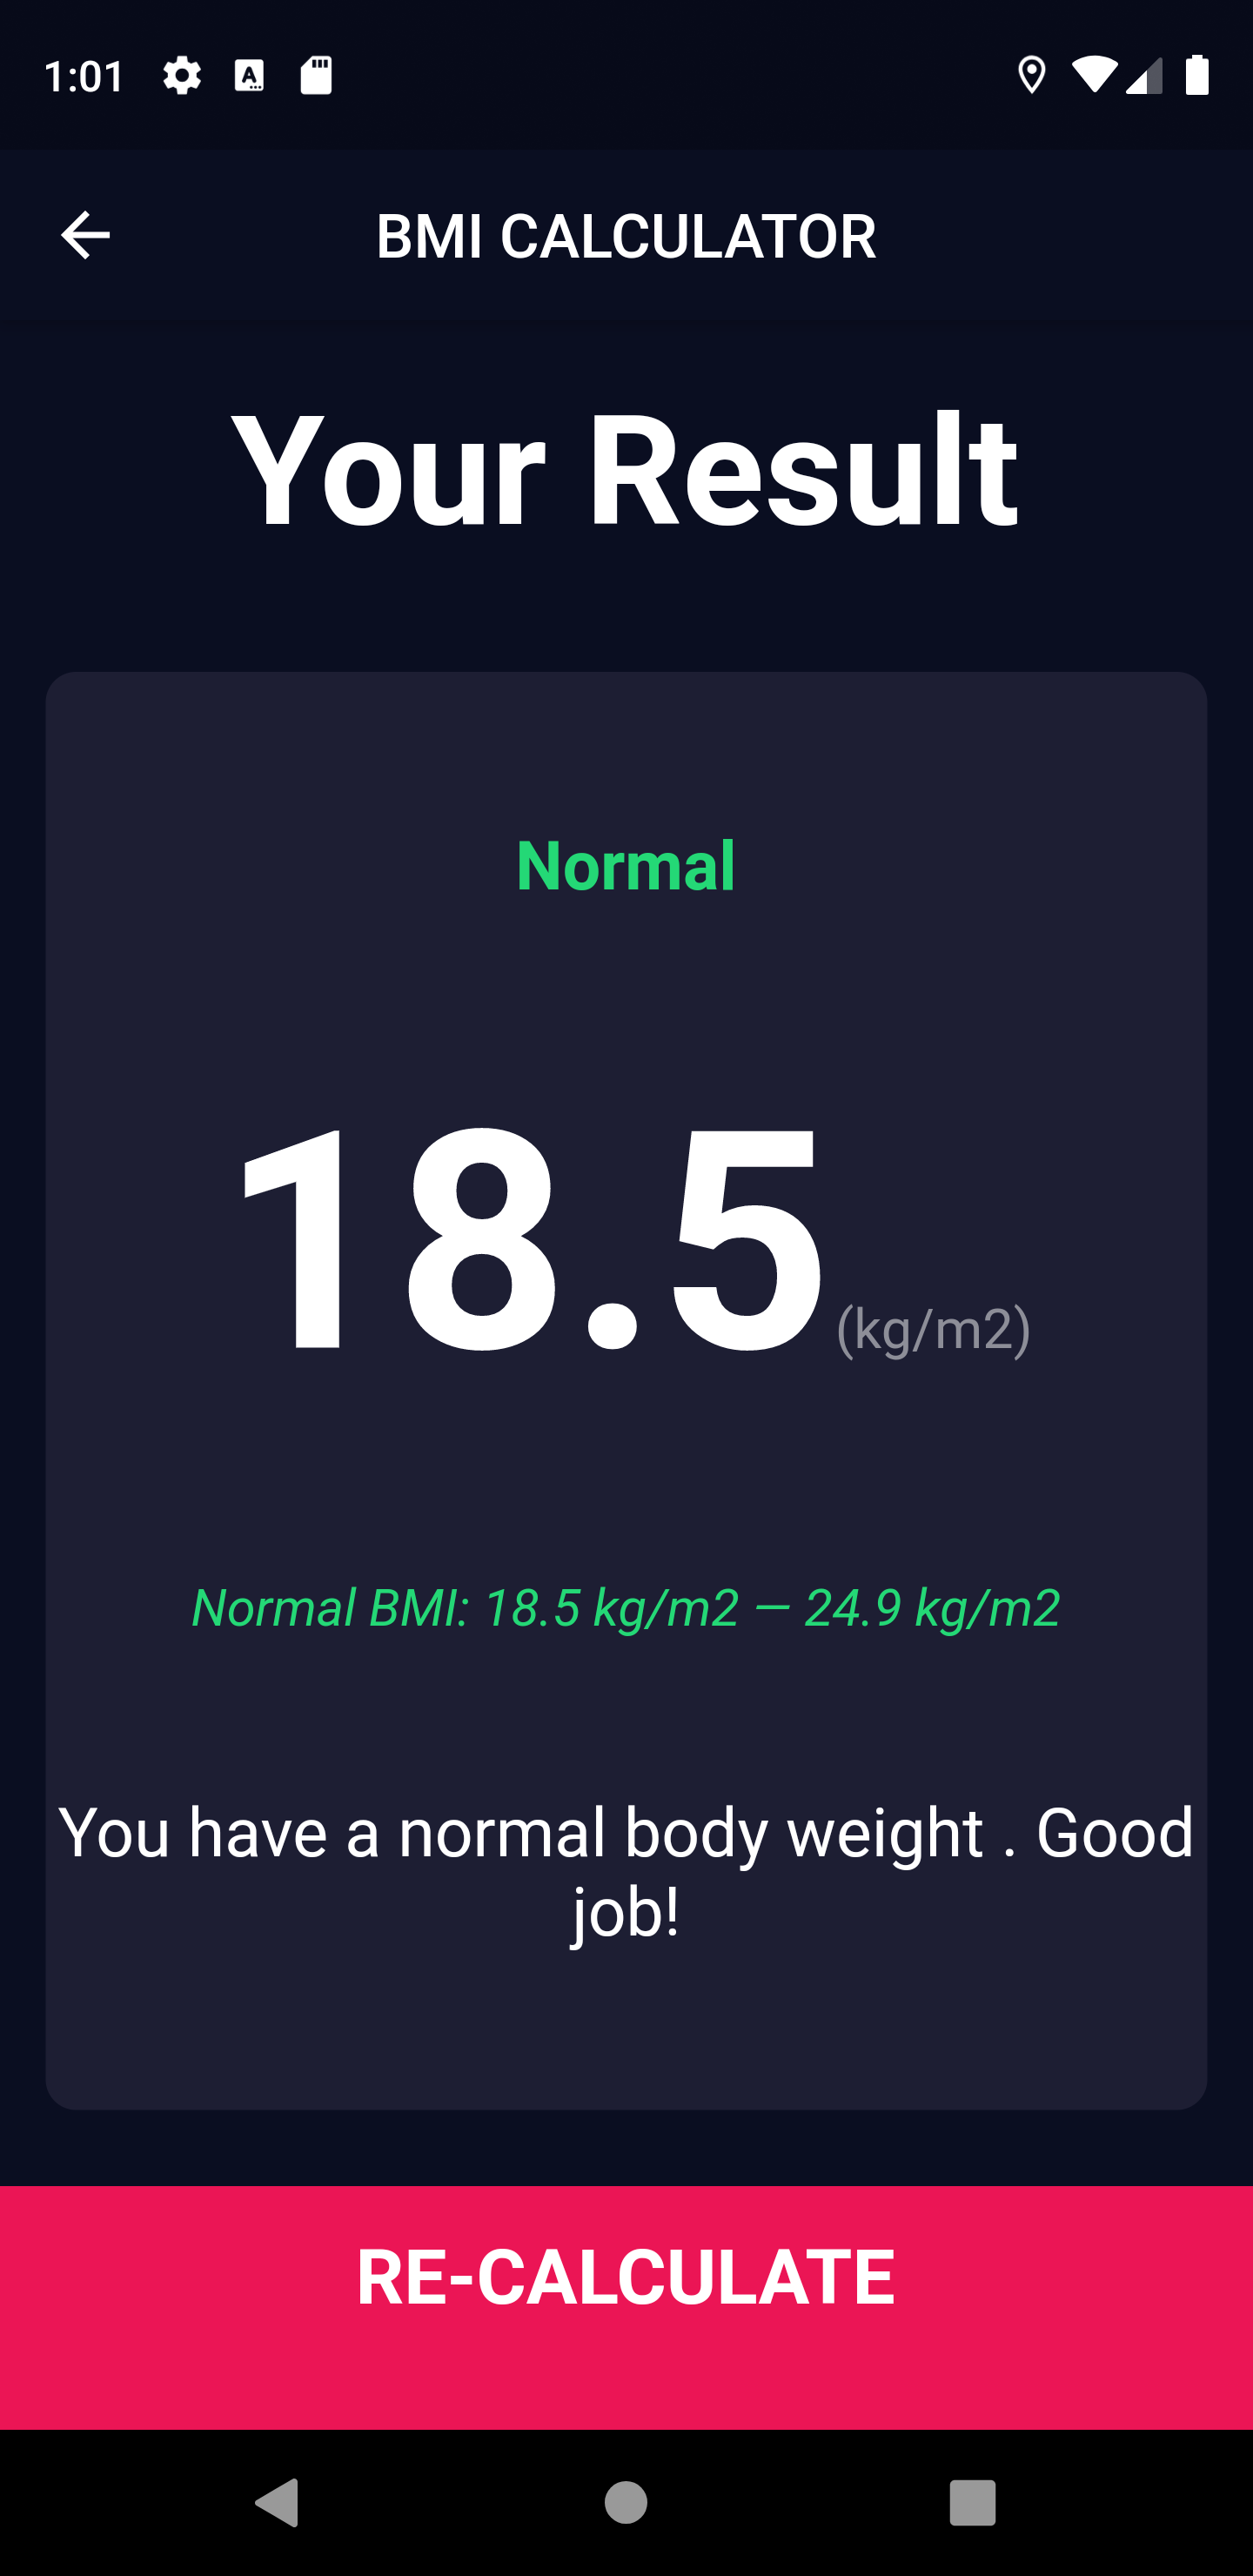 1:01
BMI CALCULATOR
Your Result
Normal
18.5 (kg/m2)
Normal BMI: 18.5 kg/m2 — 24.9 kg/m2
You have a normal body weight . Good
job!
RE-CALCULATE